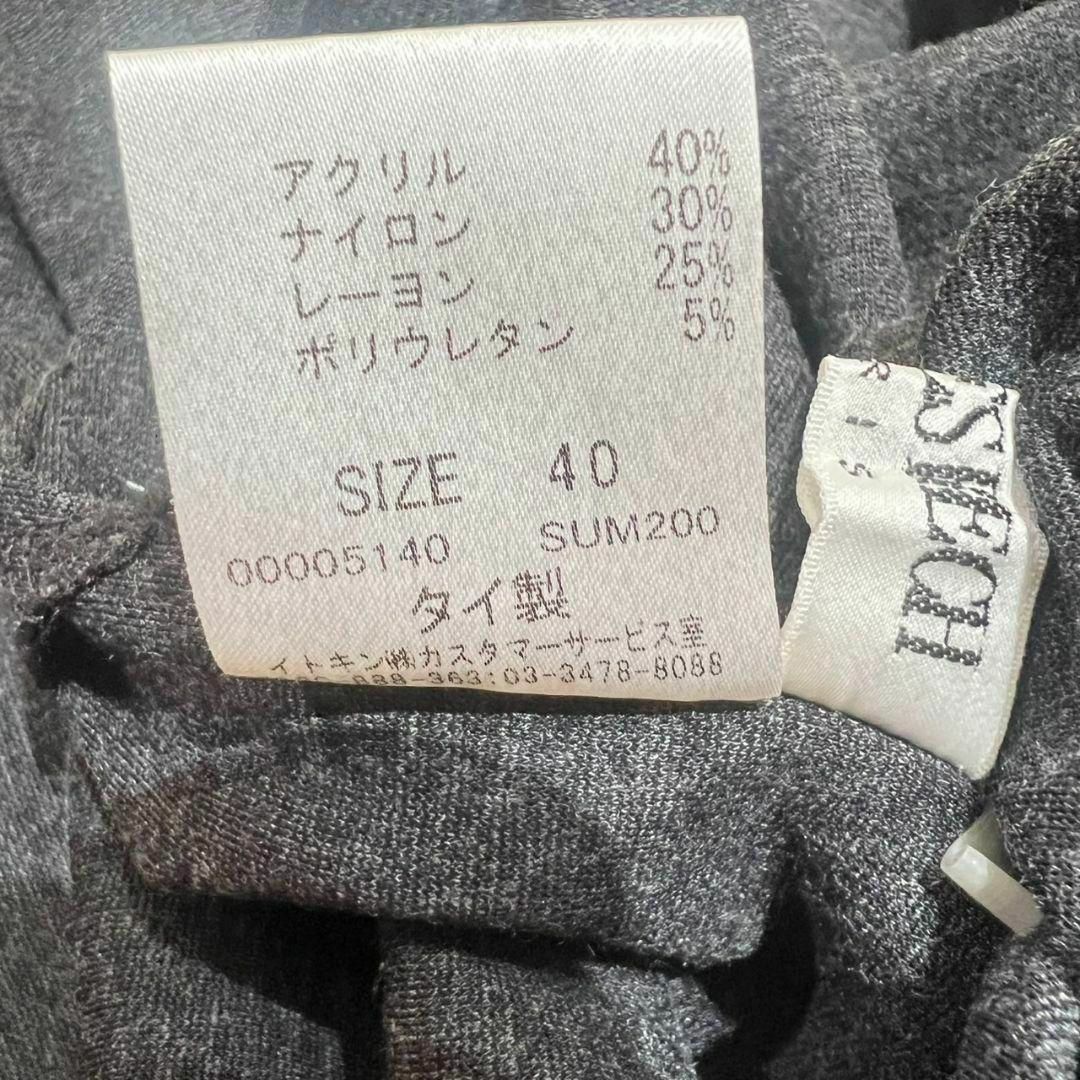 アクリル 40%
ナイロン 30%
レーヨン 25%
ポリウレタン 5%
SIZE 40
00005140 SUM200
タイ製
イトキン㈱カスタマーサービス室
03-3478-8088